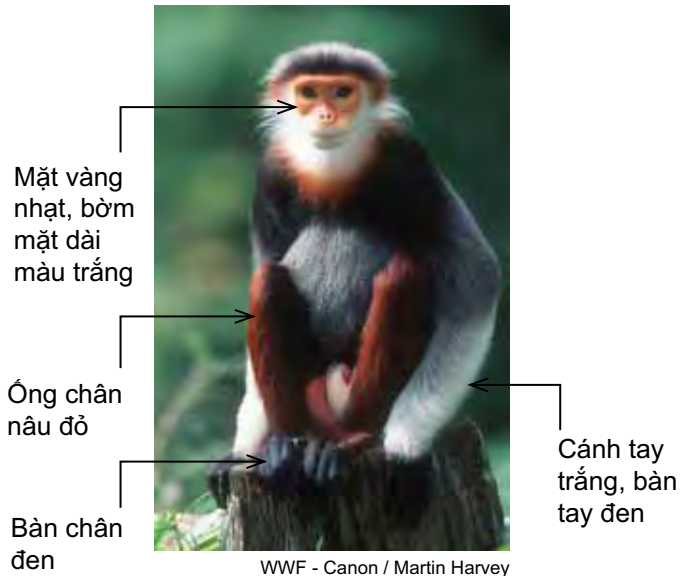 Mặt vàng
nhạt, bờm
mặt dài
màu trắng
Ống chân
nâu đỏ
Bàn chân
đen
Cánh tay
trắng, bàn
tay đen
WWF - Canon / Martin Harvey